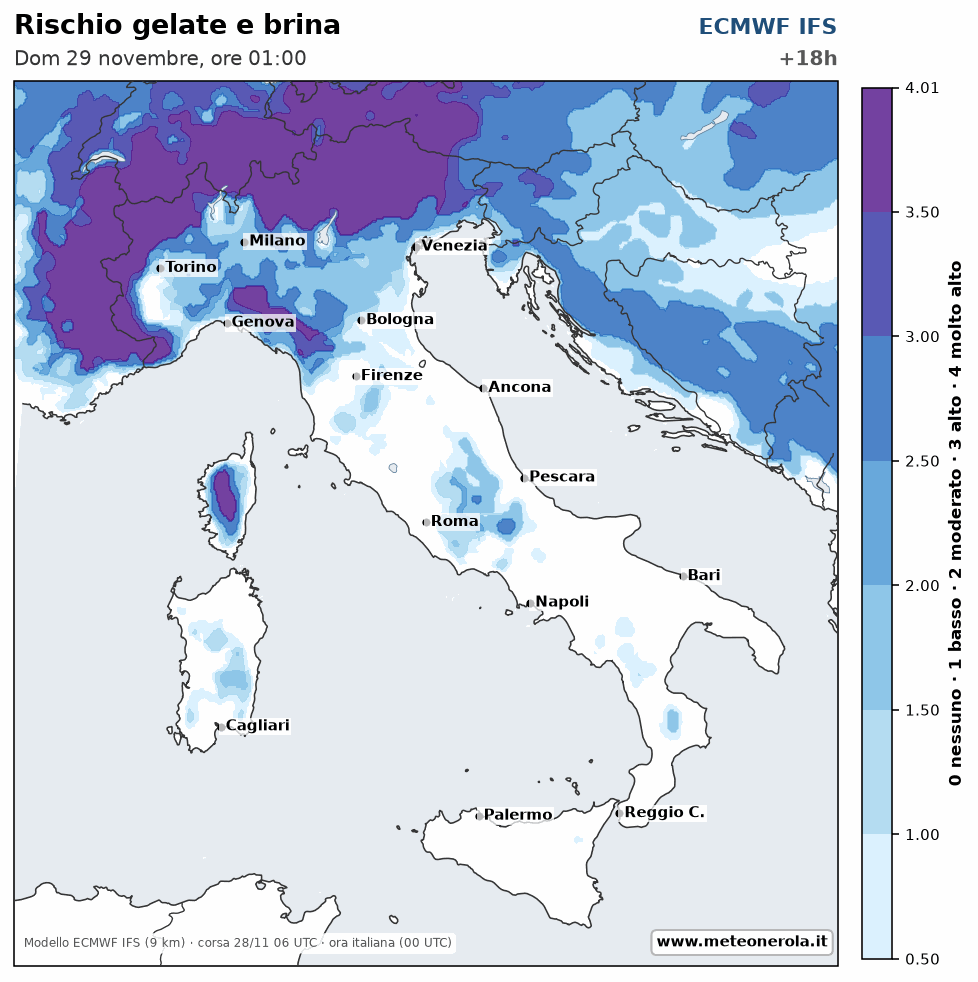 Rischio gelate e brina
ECMWF IFS
Dom 29 novembre, ore 01:00
+18h
Milano
Venezia
Torino
Genova
Bologna
Firenze
Ancona
Pescara
Roma
Bari
Napoli
Cagliari
Palermo
Reggio C.
Modello ECMWF IFS (9 km) · corsa 28/11 06 UTC · ora italiana (00 UTC)
www.meteonerola.it
4.01
3.50
3.00
2.50
2.00
1.50
1.00
0.50
0 nessuno · 1 basso · 2 moderato · 3 alto · 4 molto alto